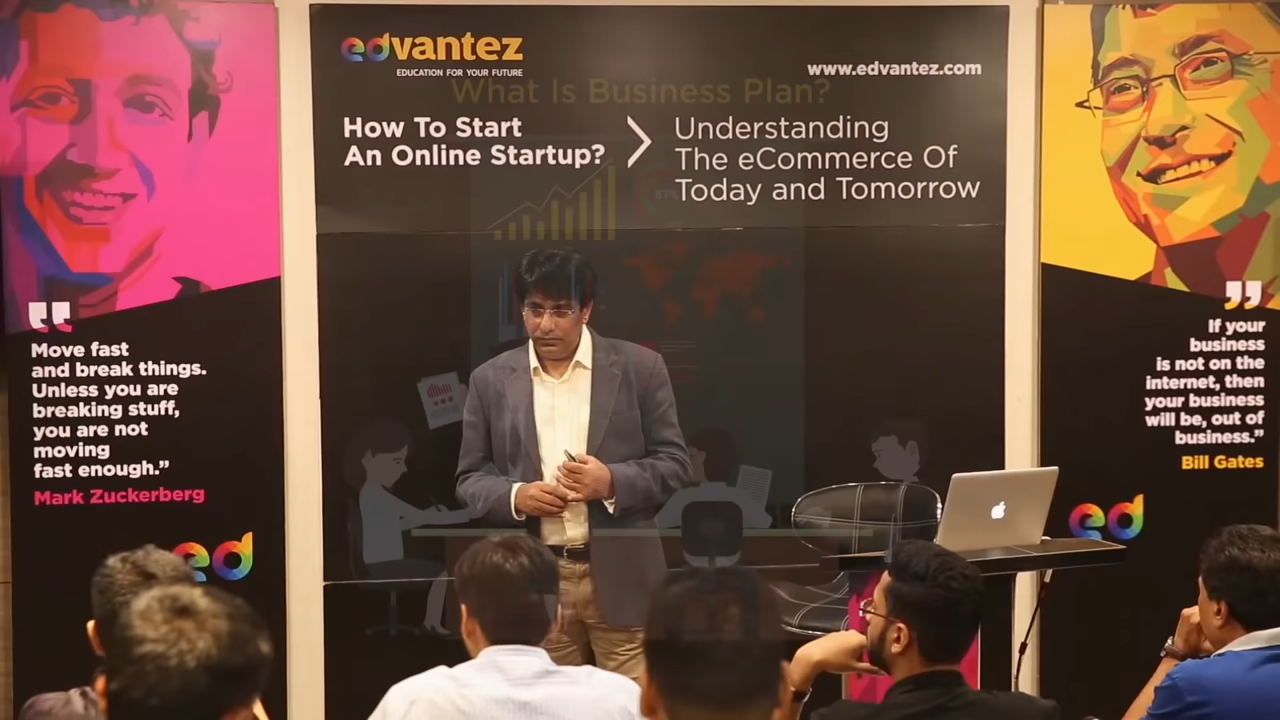 edvantez
EDUCATION FOR YOUR FUTURE
www.edvantez.com
What Is Business Plan?
How To Start
An Online Startup?
Understanding
The eCommerce Of
Today and Tomorrow
Move fast
and break things.
Unless you are
breaking stuff,
you are not
moving
fast enough.”
Mark Zuckerberg
ed
If your
business
is not on the
internet, then
your business
will be, out of
business.”
Bill Gates
ed